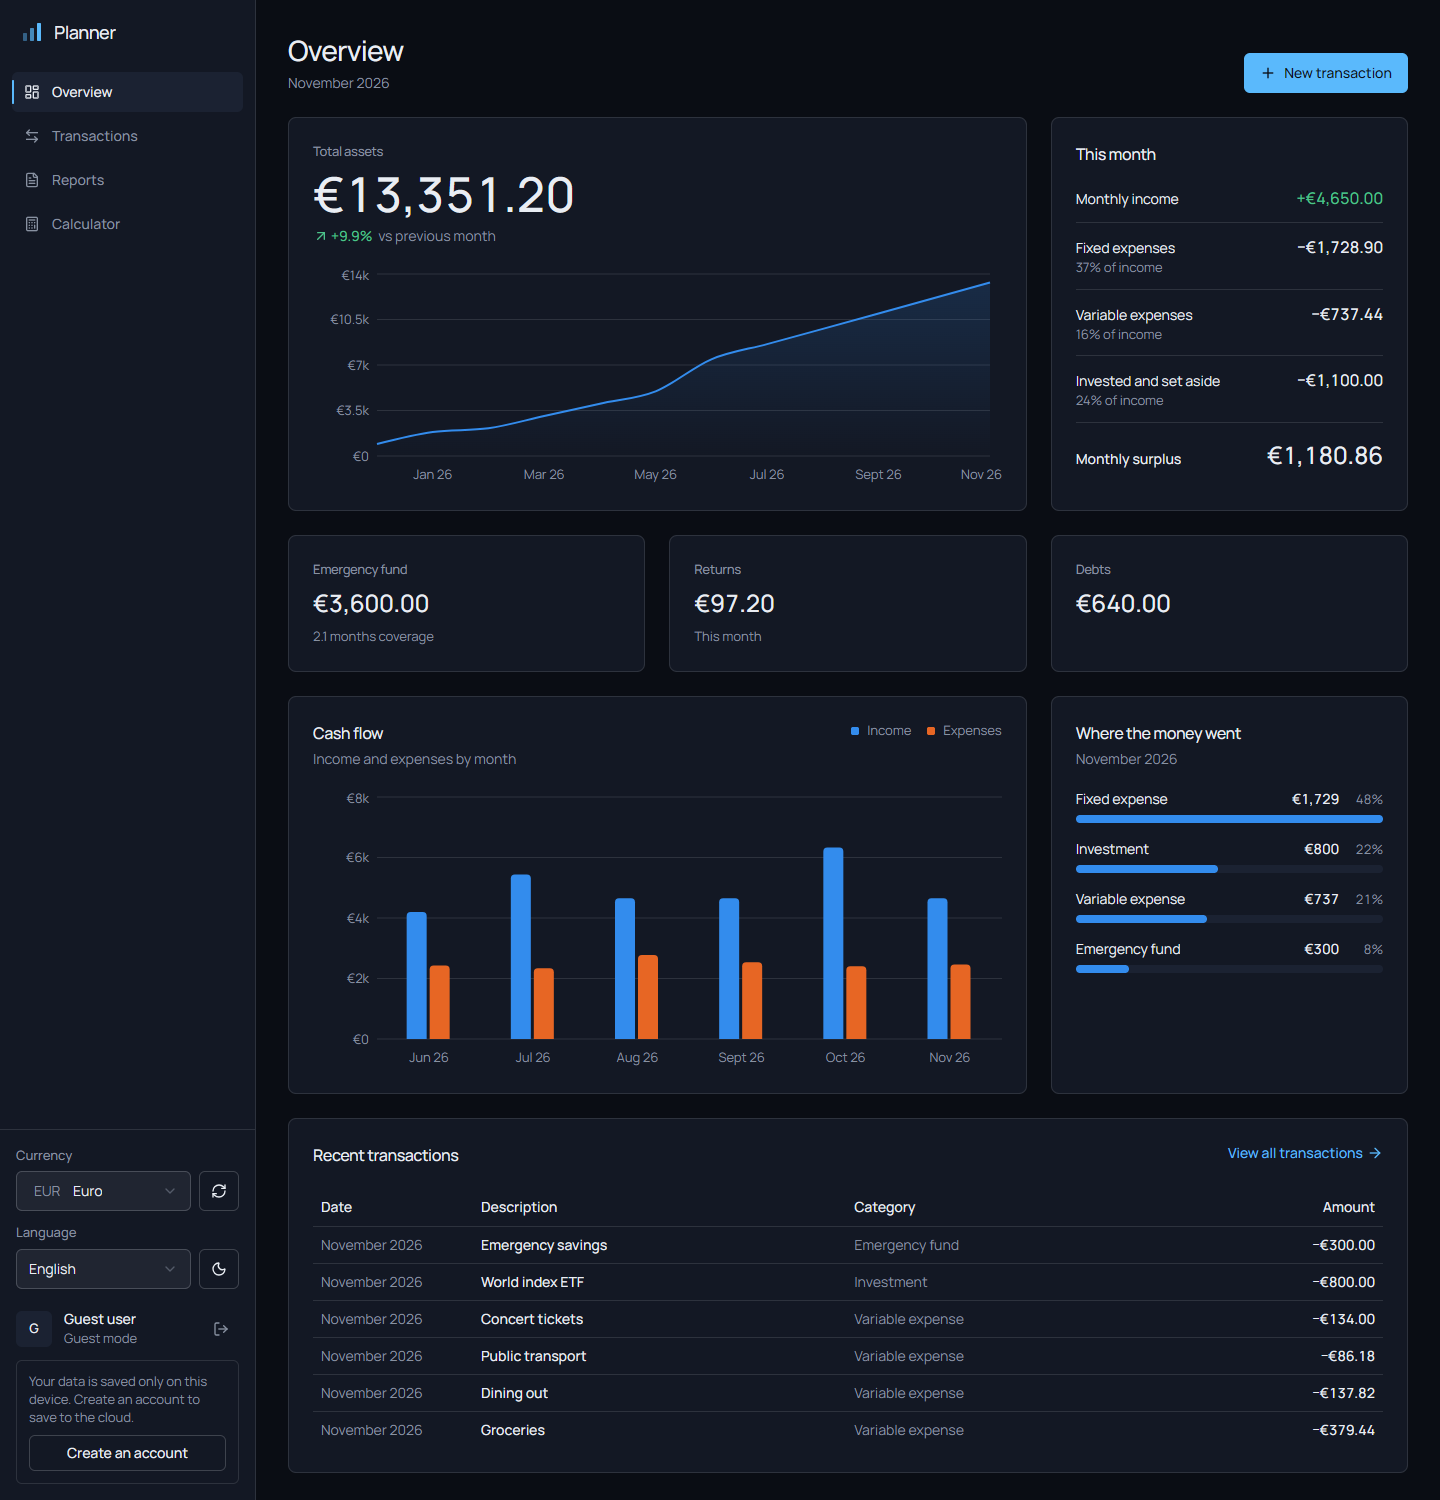 Planner
Overview
Transactions
Reports
Calculator
Currency
EUR Euro
Language
English
G
Guest user
Guest mode
Your data is saved only on this
device. Create an account to
save to the cloud.
Create an account
Overview
November 2026
New transaction
Total assets
€13,351.20
+9.9% vs previous month
€14k
€10.5k
€7k
€3.5k
€0
Jan 26 Mar 26 May 26 Jul 26 Sept 26 Nov 26
This month
Monthly income +€4,650.00
Fixed expenses −€1,728.90
37% of income
Variable expenses −€737.44
16% of income
Invested and set aside −€1,100.00
24% of income
Monthly surplus €1,180.86
Emergency fund
€3,600.00
2.1 months coverage
Returns
€97.20
This month
Debts
€640.00
Cash flow
Income and expenses by month
Income Expenses
€8k
€6k
€4k
€2k
€0
Jun 26 Jul 26 Aug 26 Sept 26 Oct 26 Nov 26
Where the money went
November 2026
Fixed expense €1,729 48%
Investment €800 22%
Variable expense €737 21%
Emergency fund €300 8%
Recent transactions
View all transactions
Date Description Category Amount
November 2026 Emergency savings Emergency fund −€300.00
November 2026 World index ETF Investment −€800.00
November 2026 Concert tickets Variable expense −€134.00
November 2026 Public transport Variable expense −€86.18
November 2026 Dining out Variable expense −€137.82
November 2026 Groceries Variable expense −€379.44